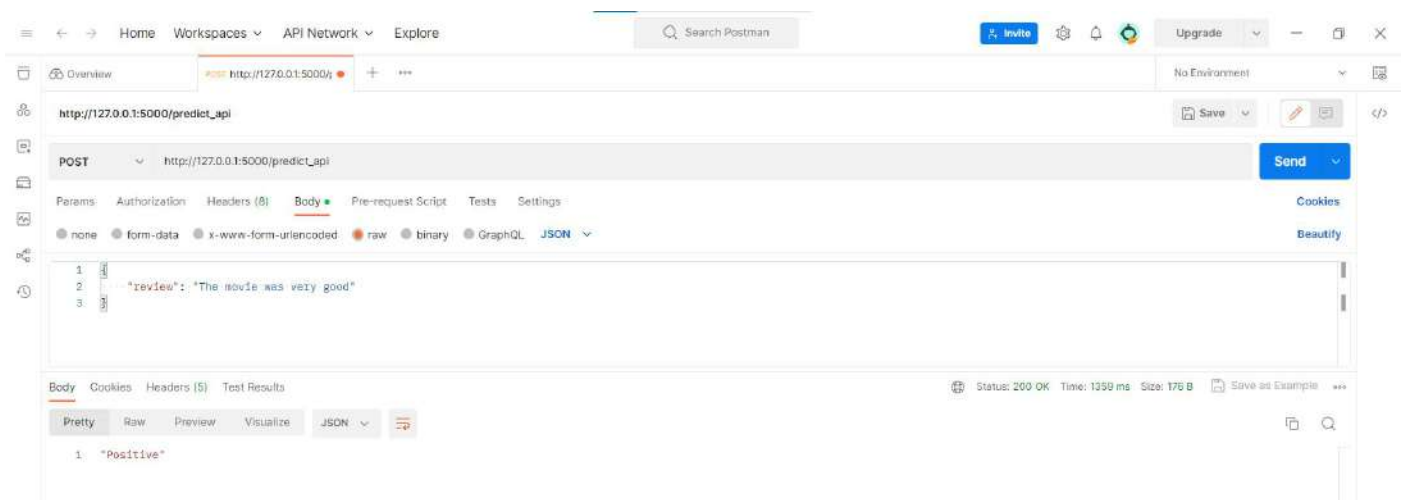 Home Workspaces API Network Explore Search Postman Invite Upgrade
Overview POST http://127.0.0.1:5000/p + ••• No Environment
http://127.0.0.1:5000/predict_api Save </>
POST http://127.0.0.1:5000/predict_api Send
Params Authorization Headers (8) Body Pre-request Script Tests Settings Cookies
none form-data x-www-form-urlencoded raw binary GraphQL JSON Beautify
1 {
2 "review": "The movie was very good"
3 }
Body Cookies Headers (5) Test Results Status: 200 OK Time: 1359 ms Size: 176 B Save as Example •••
Pretty Raw Preview Visualize JSON
1 "Positive"